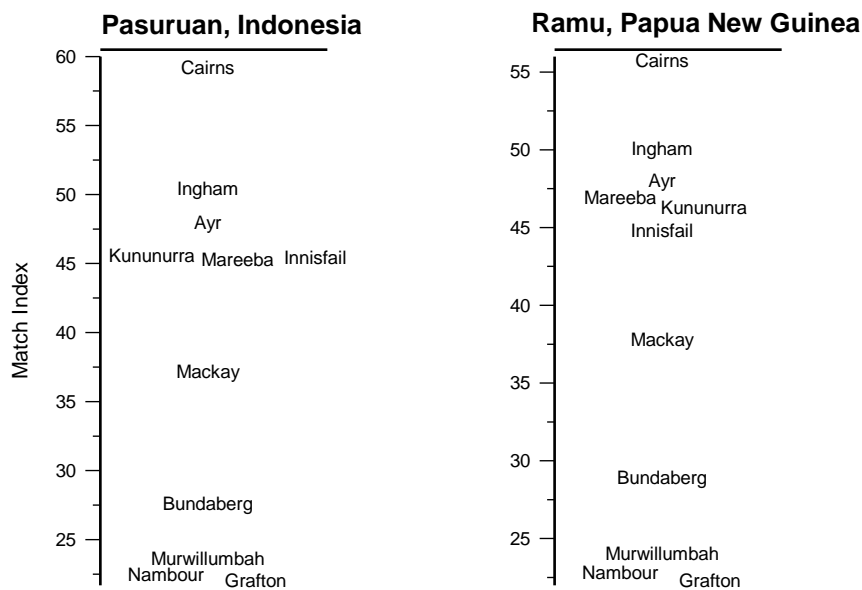 Pasuruan, Indonesia
Match Index
60
55
50
45
40
35
30
25
Cairns
Ingham
Ayr
Kununurra
Mareeba
Innisfail
Mackay
Bundaberg
Murwillumbah
Nambour
Grafton
Ramu, Papua New Guinea
55
50
45
40
35
30
25
Cairns
Ingham
Ayr
Mareeba
Kununurra
Innisfail
Mackay
Bundaberg
Murwillumbah
Nambour
Grafton